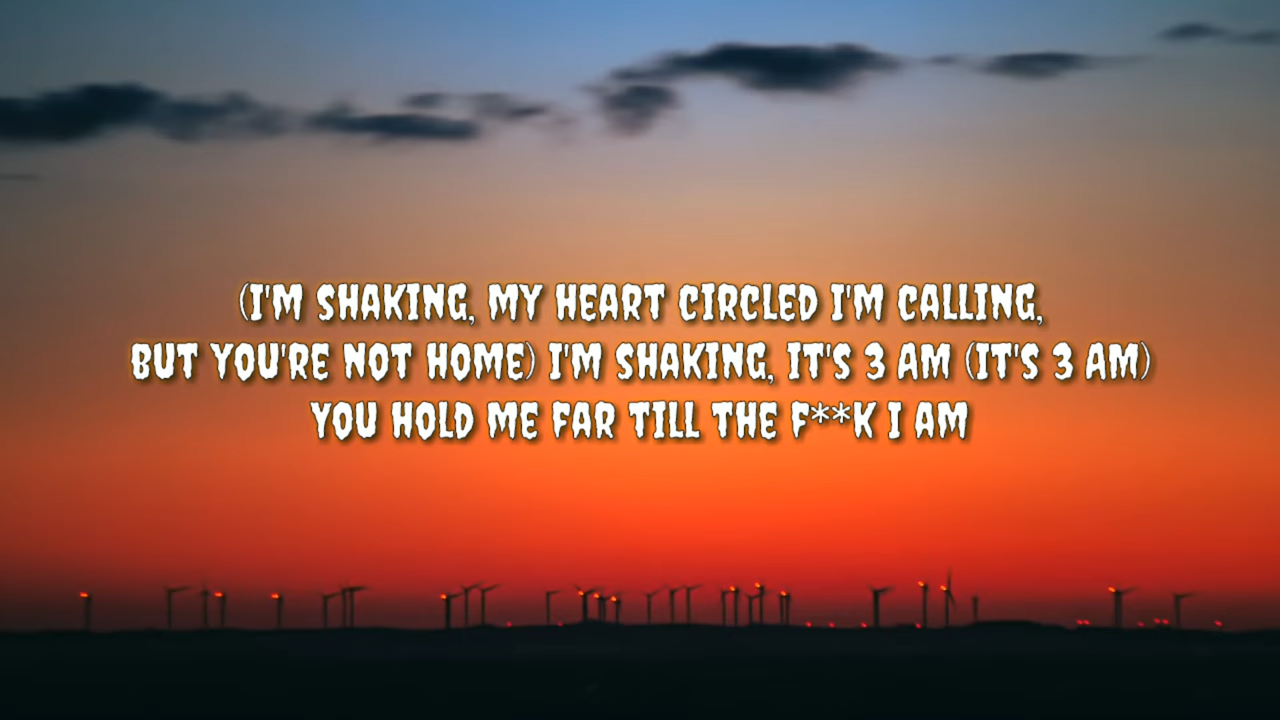 (I'M SHAKING, MY HEART CIRCLED I'M CALLING,
BUT YOU'RE NOT HOME) I'M SHAKING, IT'S 3 AM (IT'S 3 AM)
YOU HOLD ME FAR TILL THE F**K I AM